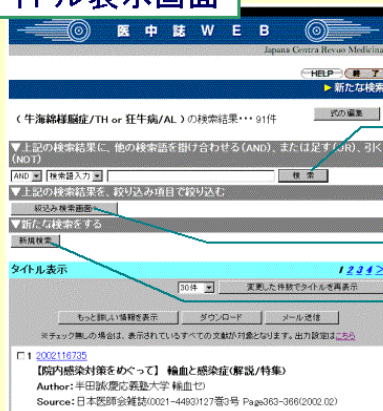 イトル表示画面
医 中 誌 W E B
Japana Centra Revuo Medicina
HELP 終 了
▶ 新たな検索
( 牛海綿様脳症/TH or 狂牛病/AL ) の検索結果･･･ 91件
式の編集
▼上記の検索結果に、他の検索語を掛け合わせる(AND)、または足す(OR)、引く
(NOT)
AND 検索語入力 検 索
▼上記の検索結果を、絞り込み項目で絞り込む
絞込み検索画面へ
▼新たな検索をする
新規検索
タイトル表示
1 2 3 4 >
30件 変更した件数でタイトルを再表示
もっと詳しい情報を表示 ダウンロード メール送信
※チェック無しの場合は、表示されているすべての文献が対象となります。出力設定はこちら
1 2002116735
【院内感染対策をめぐって】 輸血と感染症(解説/特集)
Author:半田誠(慶応義塾大学 輸血セ)
Source:日本医師会雑誌(0021-4493)127巻3号 Page363-366(2002.02)